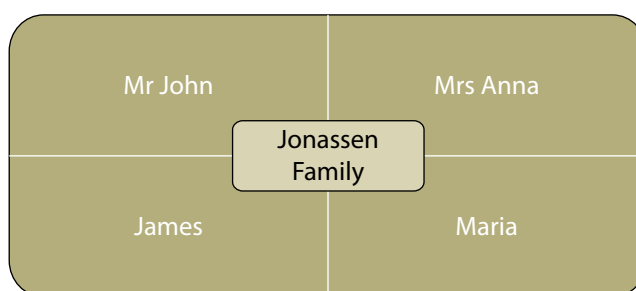 Mr John
Mrs Anna
Jonassen
Family
James
Maria